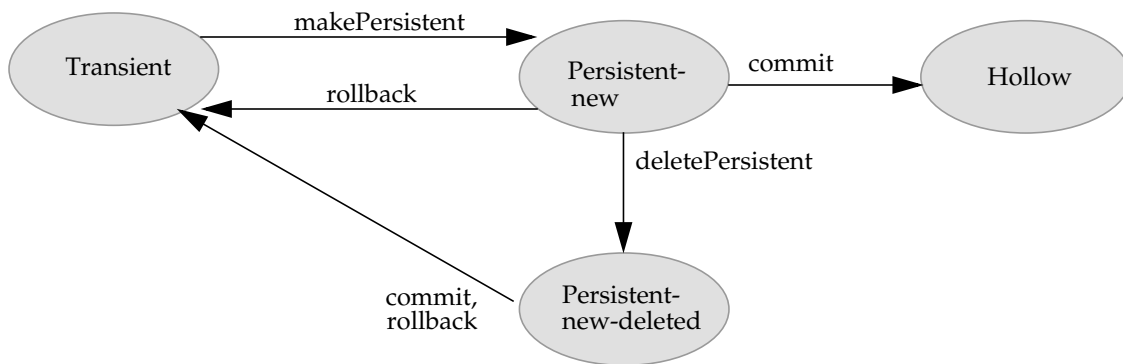 makePersistent
Transient
Persistent-
new
commit
Hollow
rollback
deletePersistent
Persistent-
new-deleted
commit,
rollback